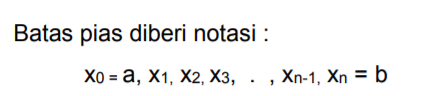 Batas pias diberi notasi :
x0 = a, x1, x2, x3, . , xn-1, xn = b